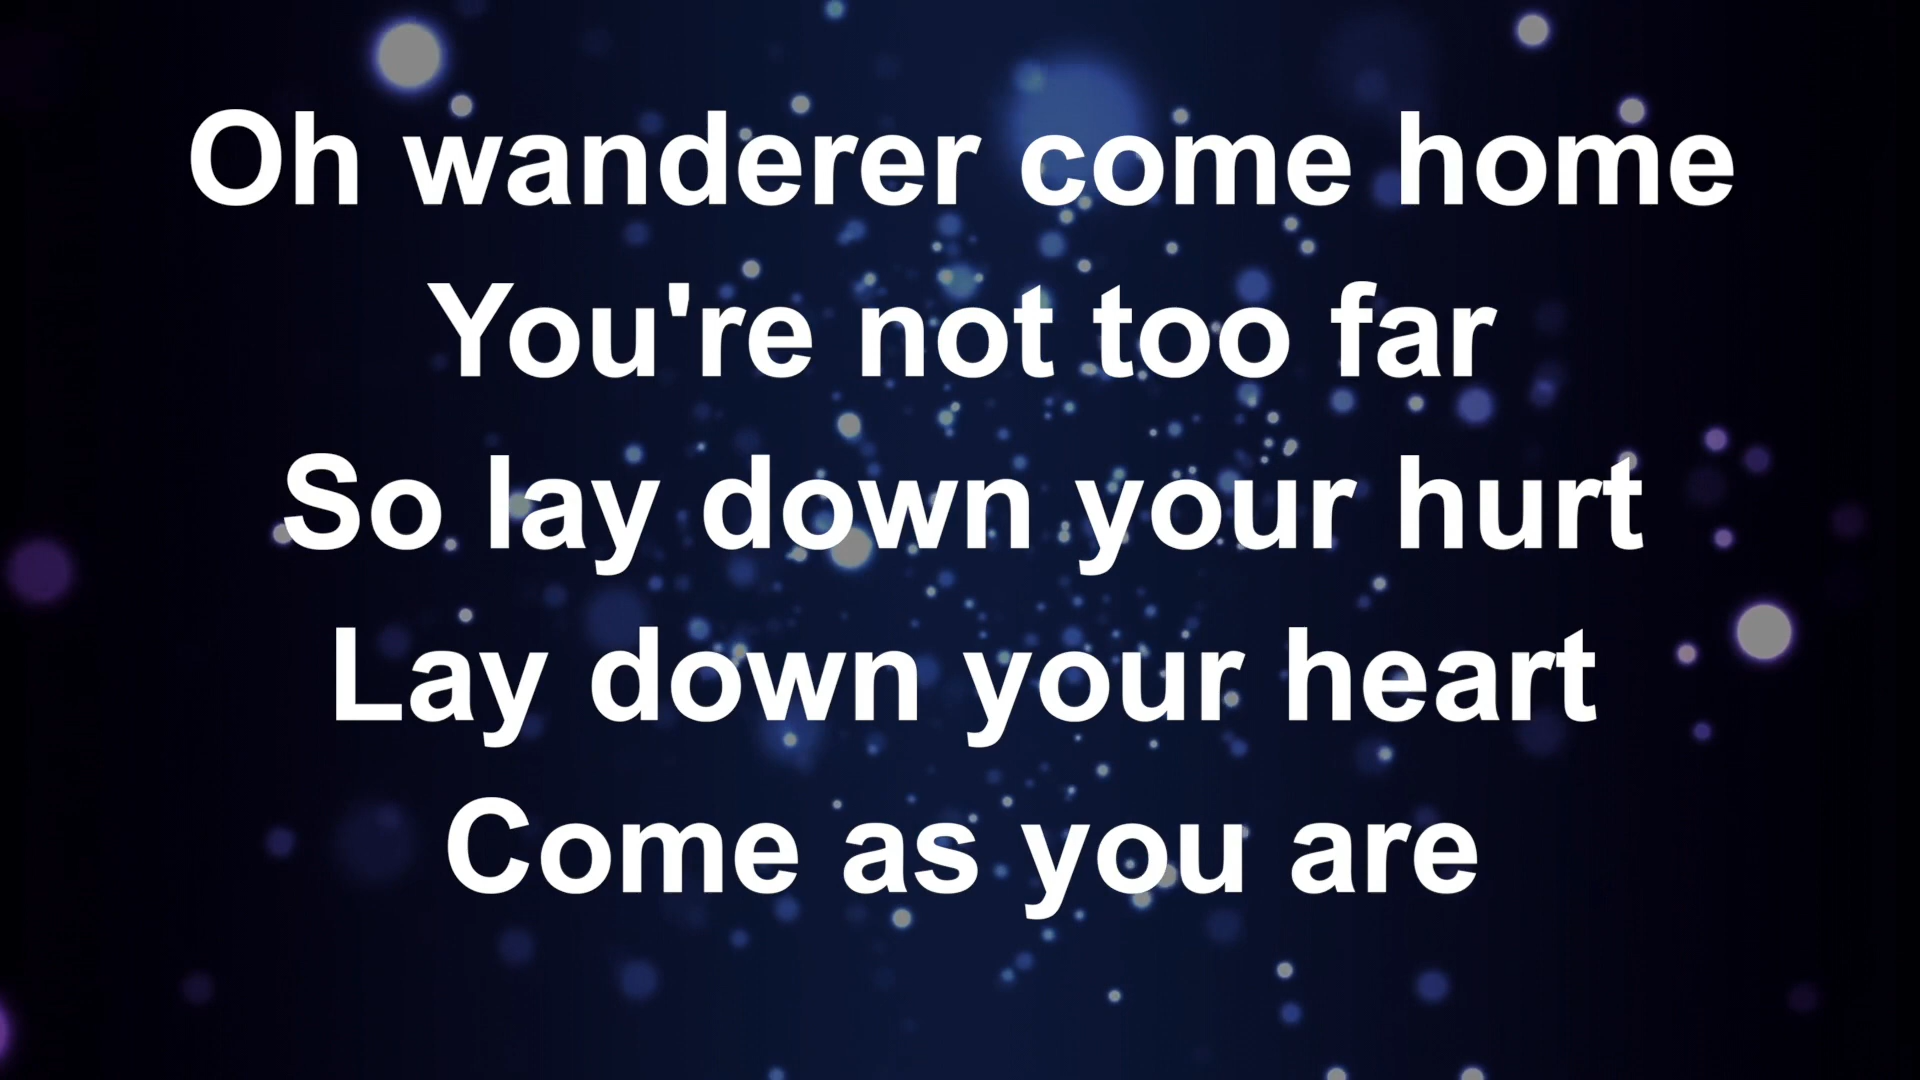 Oh wanderer come home
You're not too far
So lay down your hurt
Lay down your heart
Come as you are